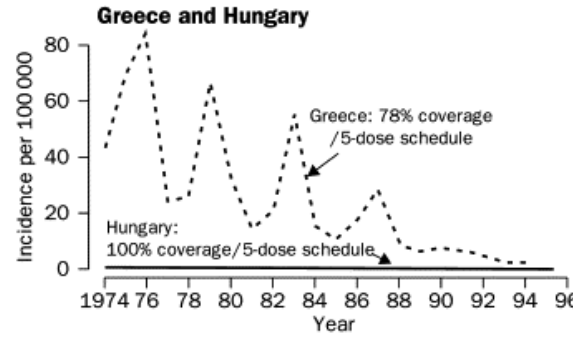 Greece and Hungary
Incidence per 100 000
80
60
40
20
0
Greece: 78% coverage
/5-dose schedule
Hungary:
100% coverage/5-dose schedule
1974 76 78 80 82 84 86 88 90 92 94 96
Year